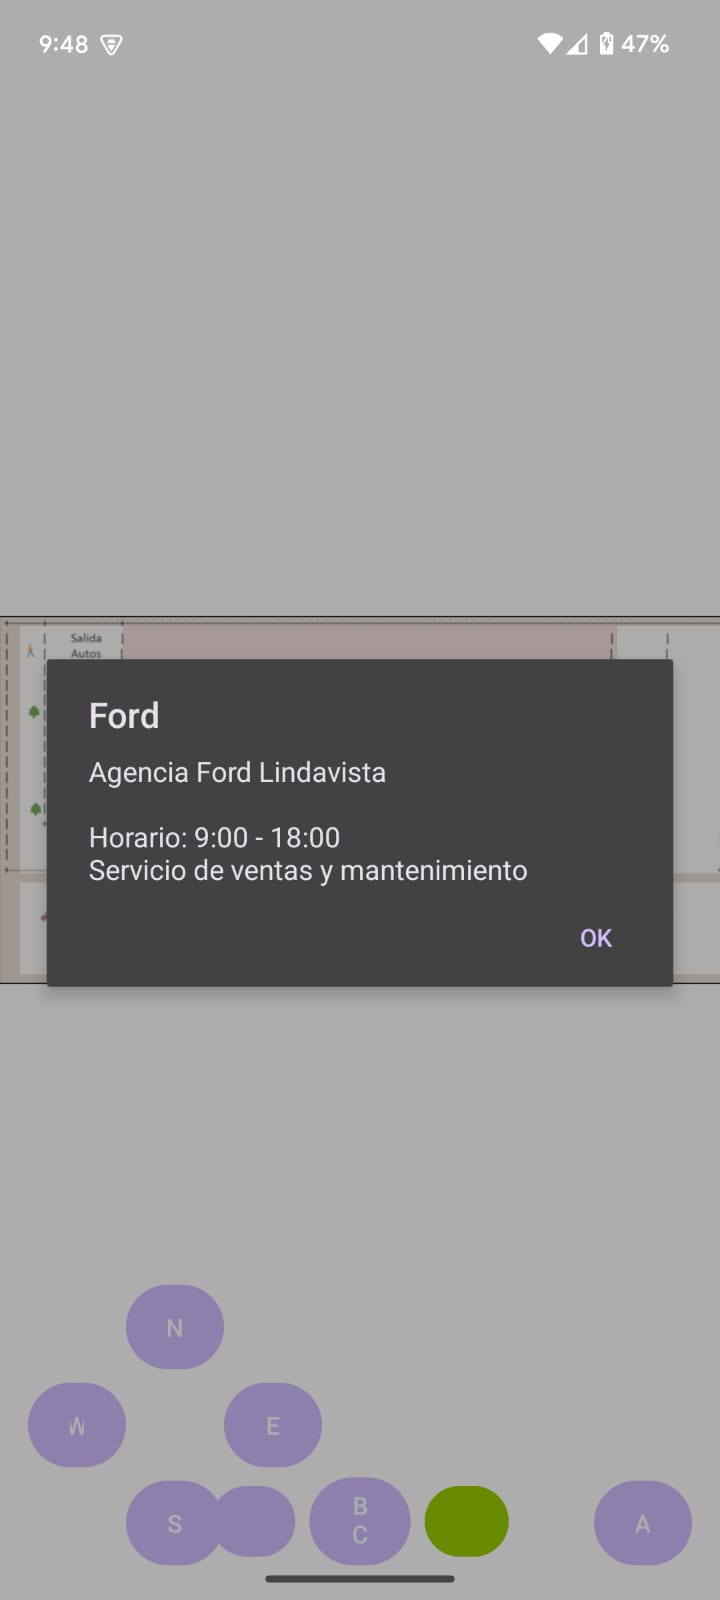 9:48
47%
Salida
Autos
Ford
Agencia Ford Lindavista
Horario: 9:00 - 18:00
Servicio de ventas y mantenimiento
OK
N
W
E
S
B
C
A